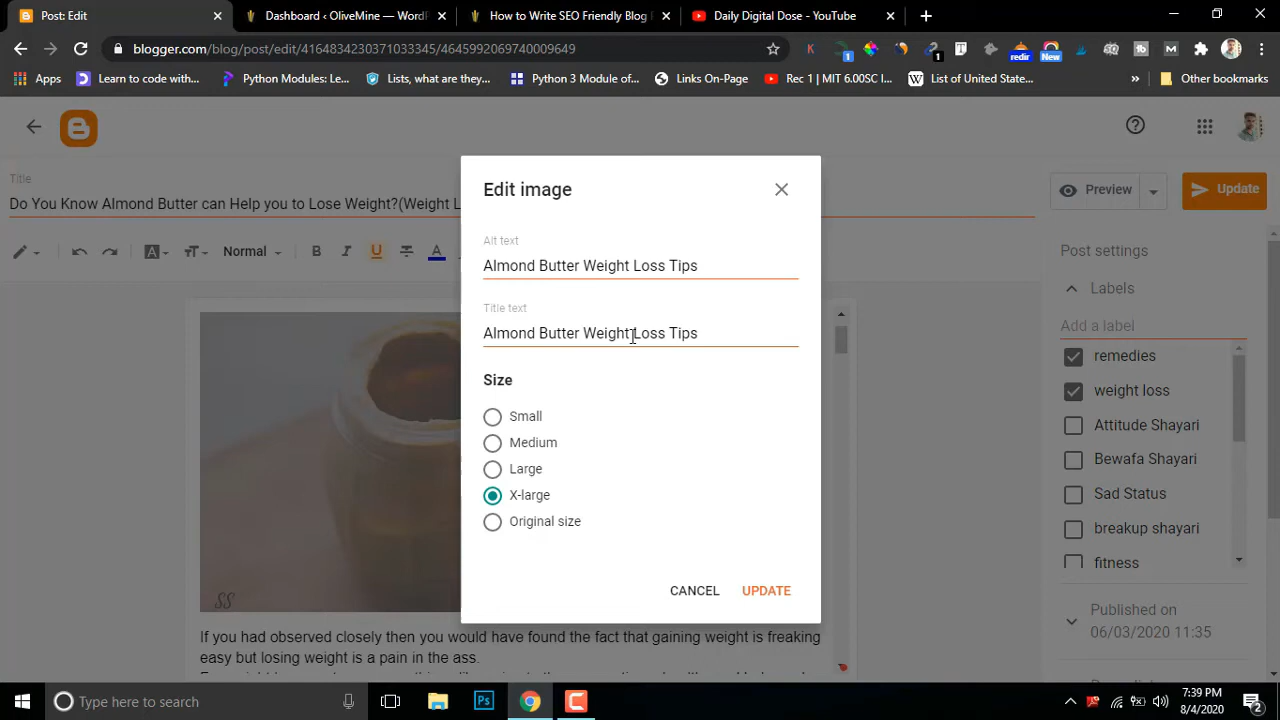 Post: Edit
Dashboard ‹ OliveMine — WordP
How to Write SEO Friendly Blog P
Daily Digital Dose - YouTube
blogger.com/blog/post/edit/4164834230371033345/4645992069740009649
K
1
T
1
redir
New
M
Apps
Learn to code with...
Python Modules: Le...
Lists, what are they...
Python 3 Module of...
Links On-Page
Rec 1 | MIT 6.00SC I...
W
List of United State...
»
Other bookmarks
Title
Do You Know Almond Butter can Help you to Lose Weight?(Weight L
Preview
Update
Normal
B
I
U
A
Post settings
Labels
Add a label
remedies
weight loss
Attitude Shayari
Bewafa Shayari
Sad Status
breakup shayari
fitness
Published on
06/03/2020 11:35
Edit image
Alt text
Almond Butter Weight Loss Tips
Title text
Almond Butter Weight Loss Tips
Size
Small
Medium
Large
X-large
Original size
CANCEL
UPDATE
SS
If you had observed closely then you would have found the fact that gaining weight is freaking
easy but losing weight is a pain in the ass.
Type here to search
Ps
7:39 PM
8/4/2020
2